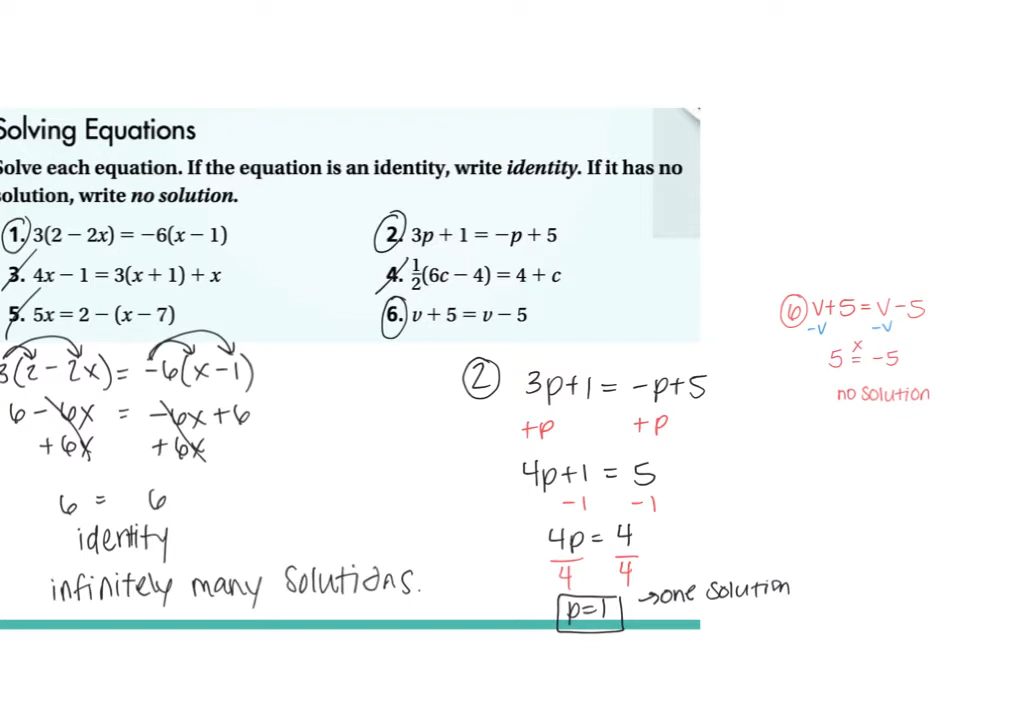 Solving Equations
Solve each equation. If the equation is an identity, write identity. If it has no
solution, write no solution.
1. 3(2 − 2x) = −6(x − 1)
2. 3p + 1 = −p + 5
3. 4x − 1 = 3(x + 1) + x
4. ½(6c − 4) = 4 + c
5. 5x = 2 − (x − 7)
6. v + 5 = v − 5
3(2 − 2x) = −6(x − 1)
6 − 6x = −6x + 6
+6x +6x
6 = 6
identity
infinitely many solutions.
2 3p+1 = −p+5
+p +p
4p+1 = 5
−1 −1
4p = 4
4 4
p=1 → one solution
6 v+5 = v−5
−v −v
x
5 = −5
no solution